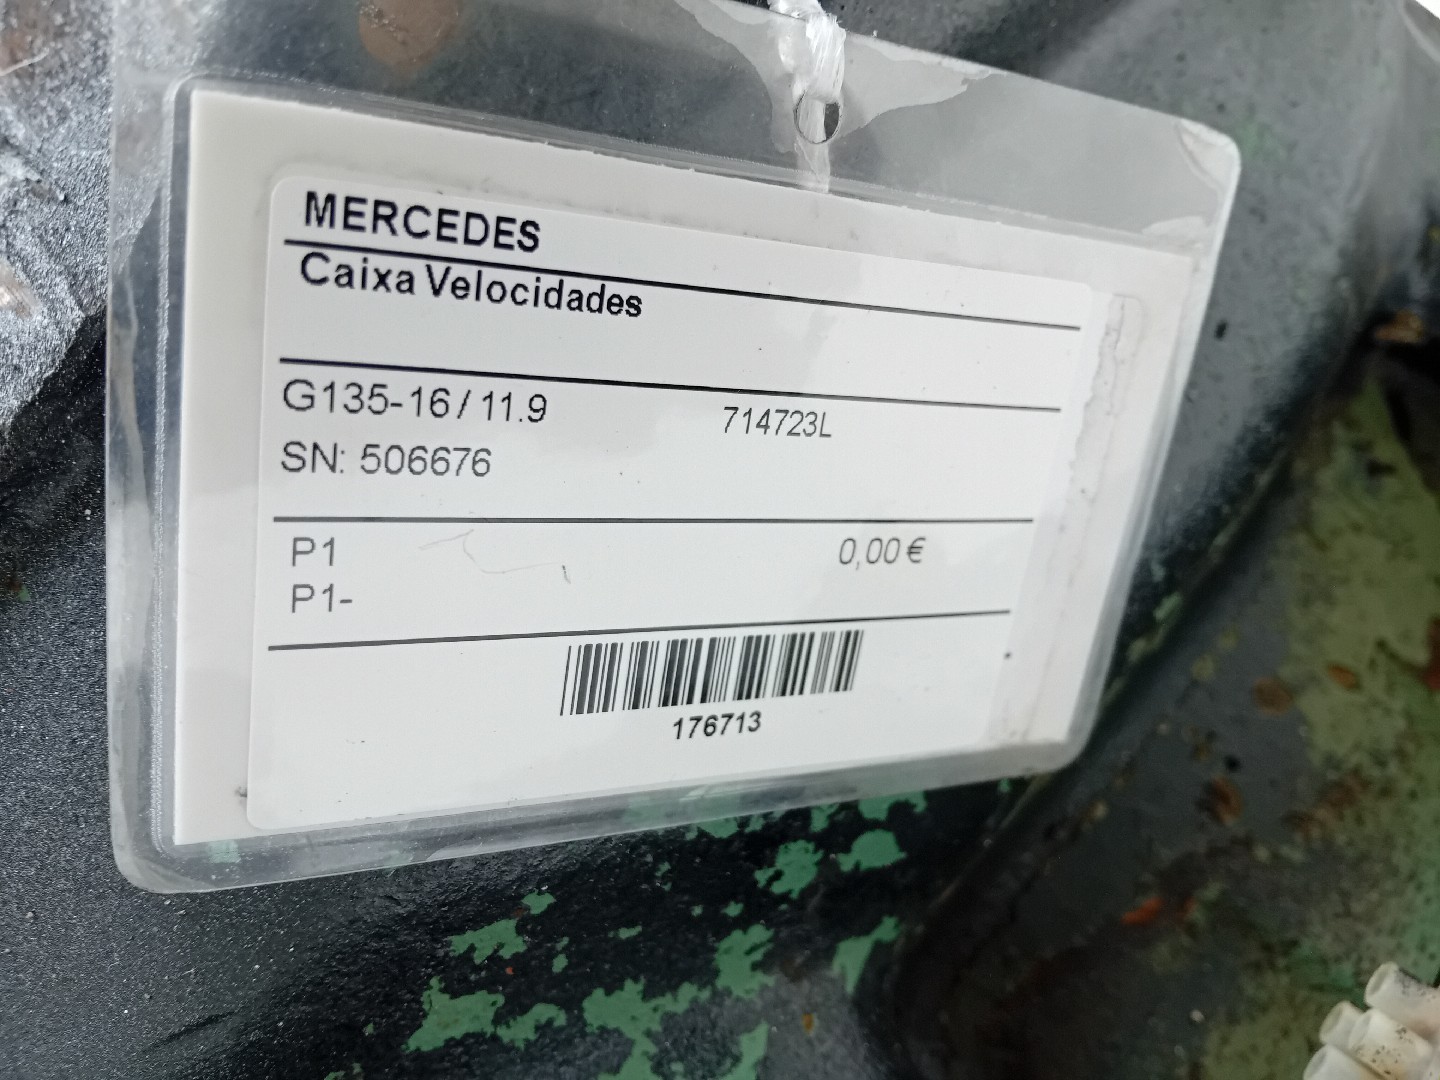 MERCEDES
Caixa Velocidades
G135-16 / 11.9 714723L
SN: 506676
P1 0,00 €
P1-
176713